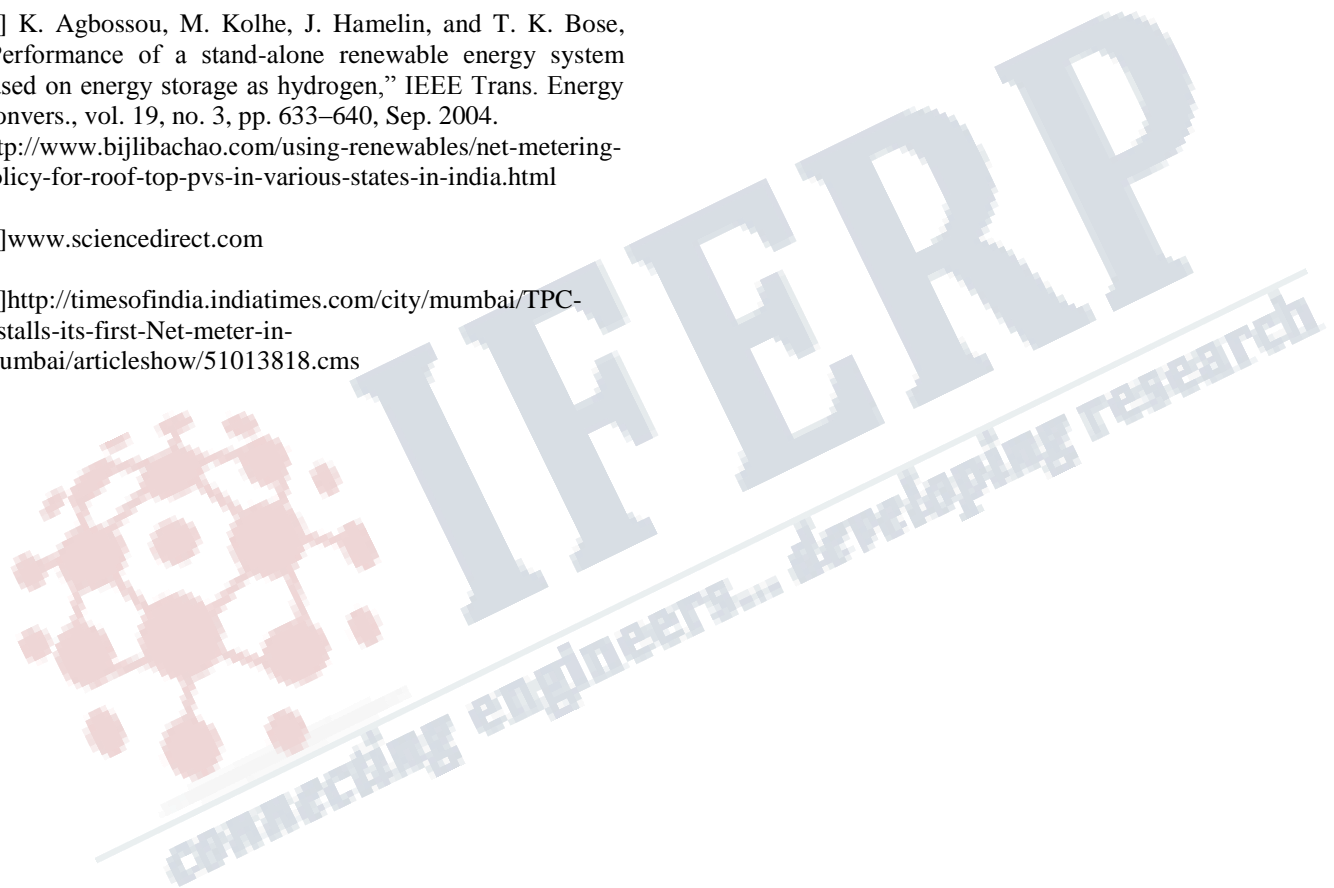 ] K. Agbossou, M. Kolhe, J. Hamelin, and T. K. Bose,
erformance of a stand-alone renewable energy system
sed on energy storage as hydrogen,” IEEE Trans. Energy
onvers., vol. 19, no. 3, pp. 633–640, Sep. 2004.
tp://www.bijlibachao.com/using-renewables/net-metering-
licy-for-roof-top-pvs-in-various-states-in-india.html
]www.sciencedirect.com
]http://timesofindia.indiatimes.com/city/mumbai/TPC-
stalls-its-first-Net-meter-in-
umbai/articleshow/51013818.cms
IFERP
connecting engineers... developing research